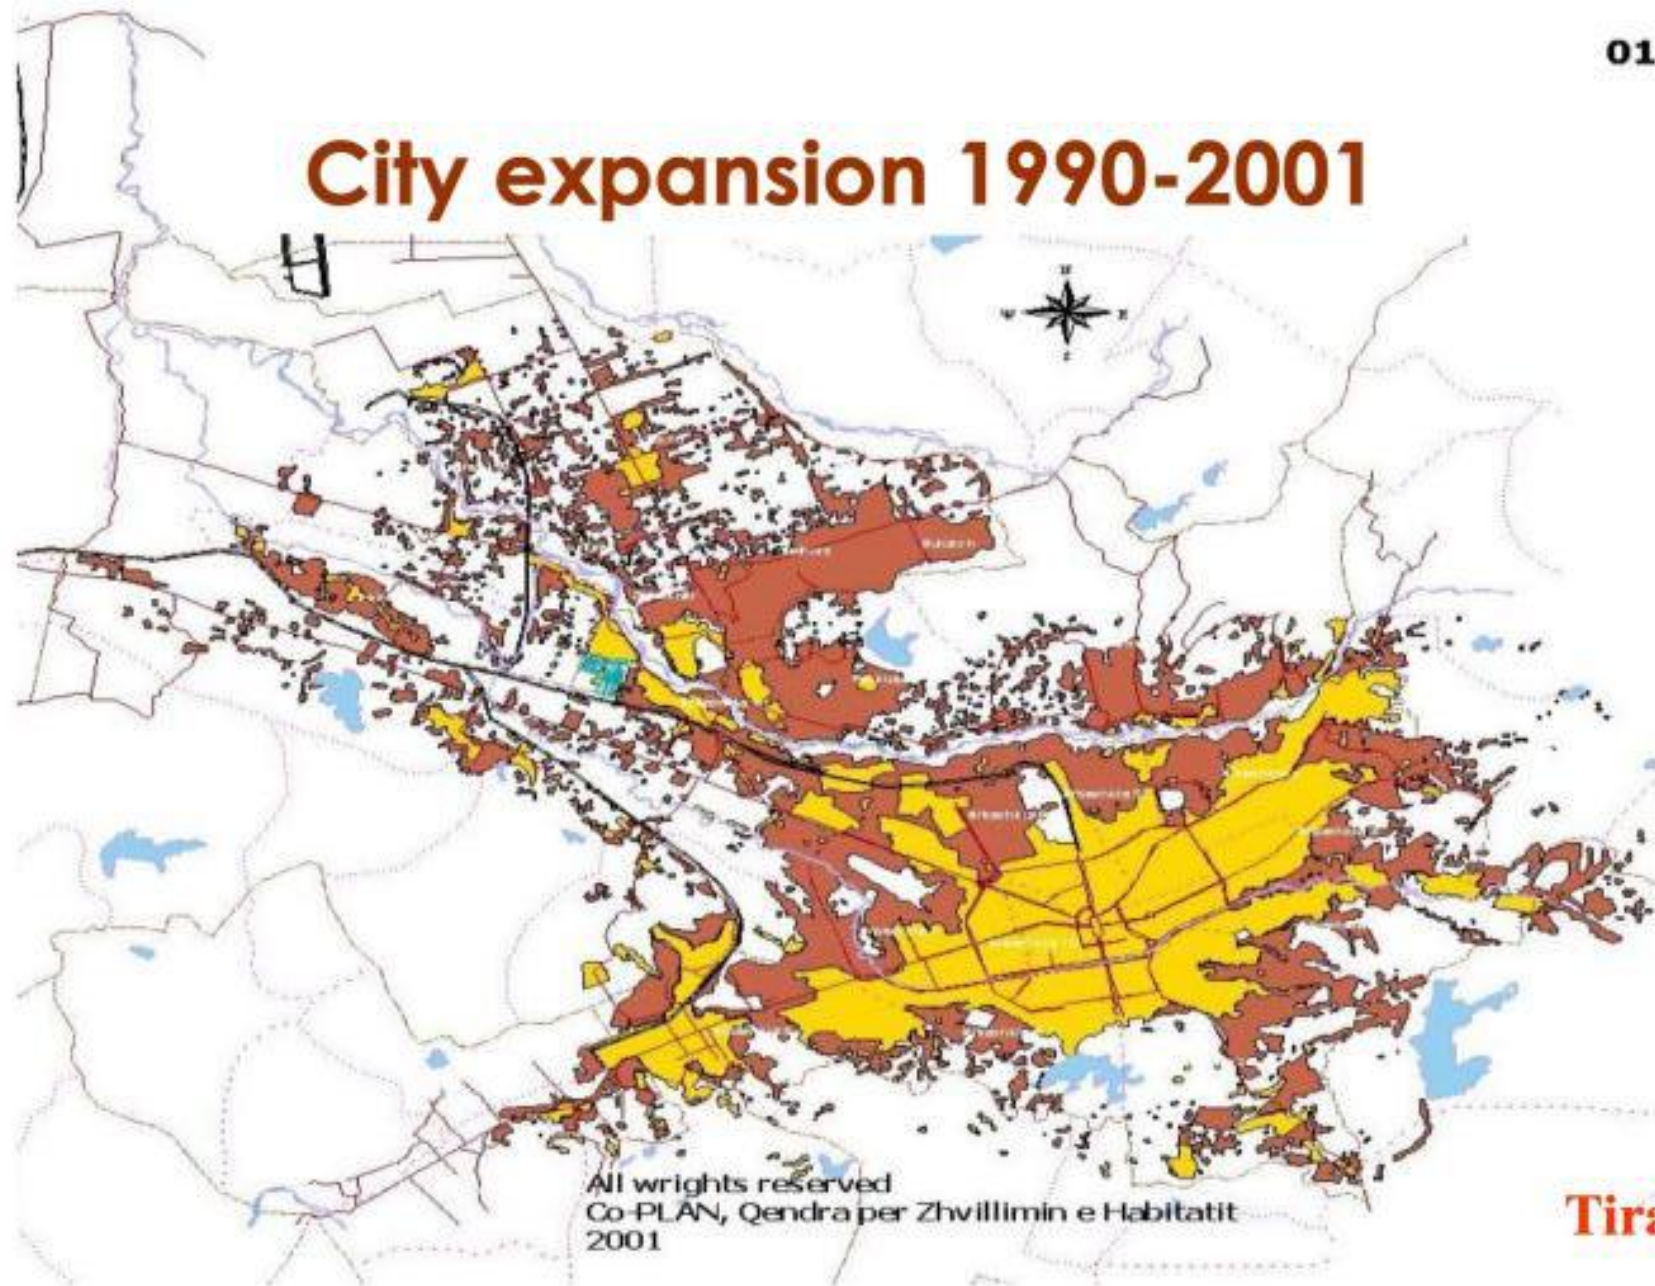 01
City expansion 1990-2001
All wrights reserved
Co-PLAN, Qendra per Zhvillimin e Habitatit
2001
Tira